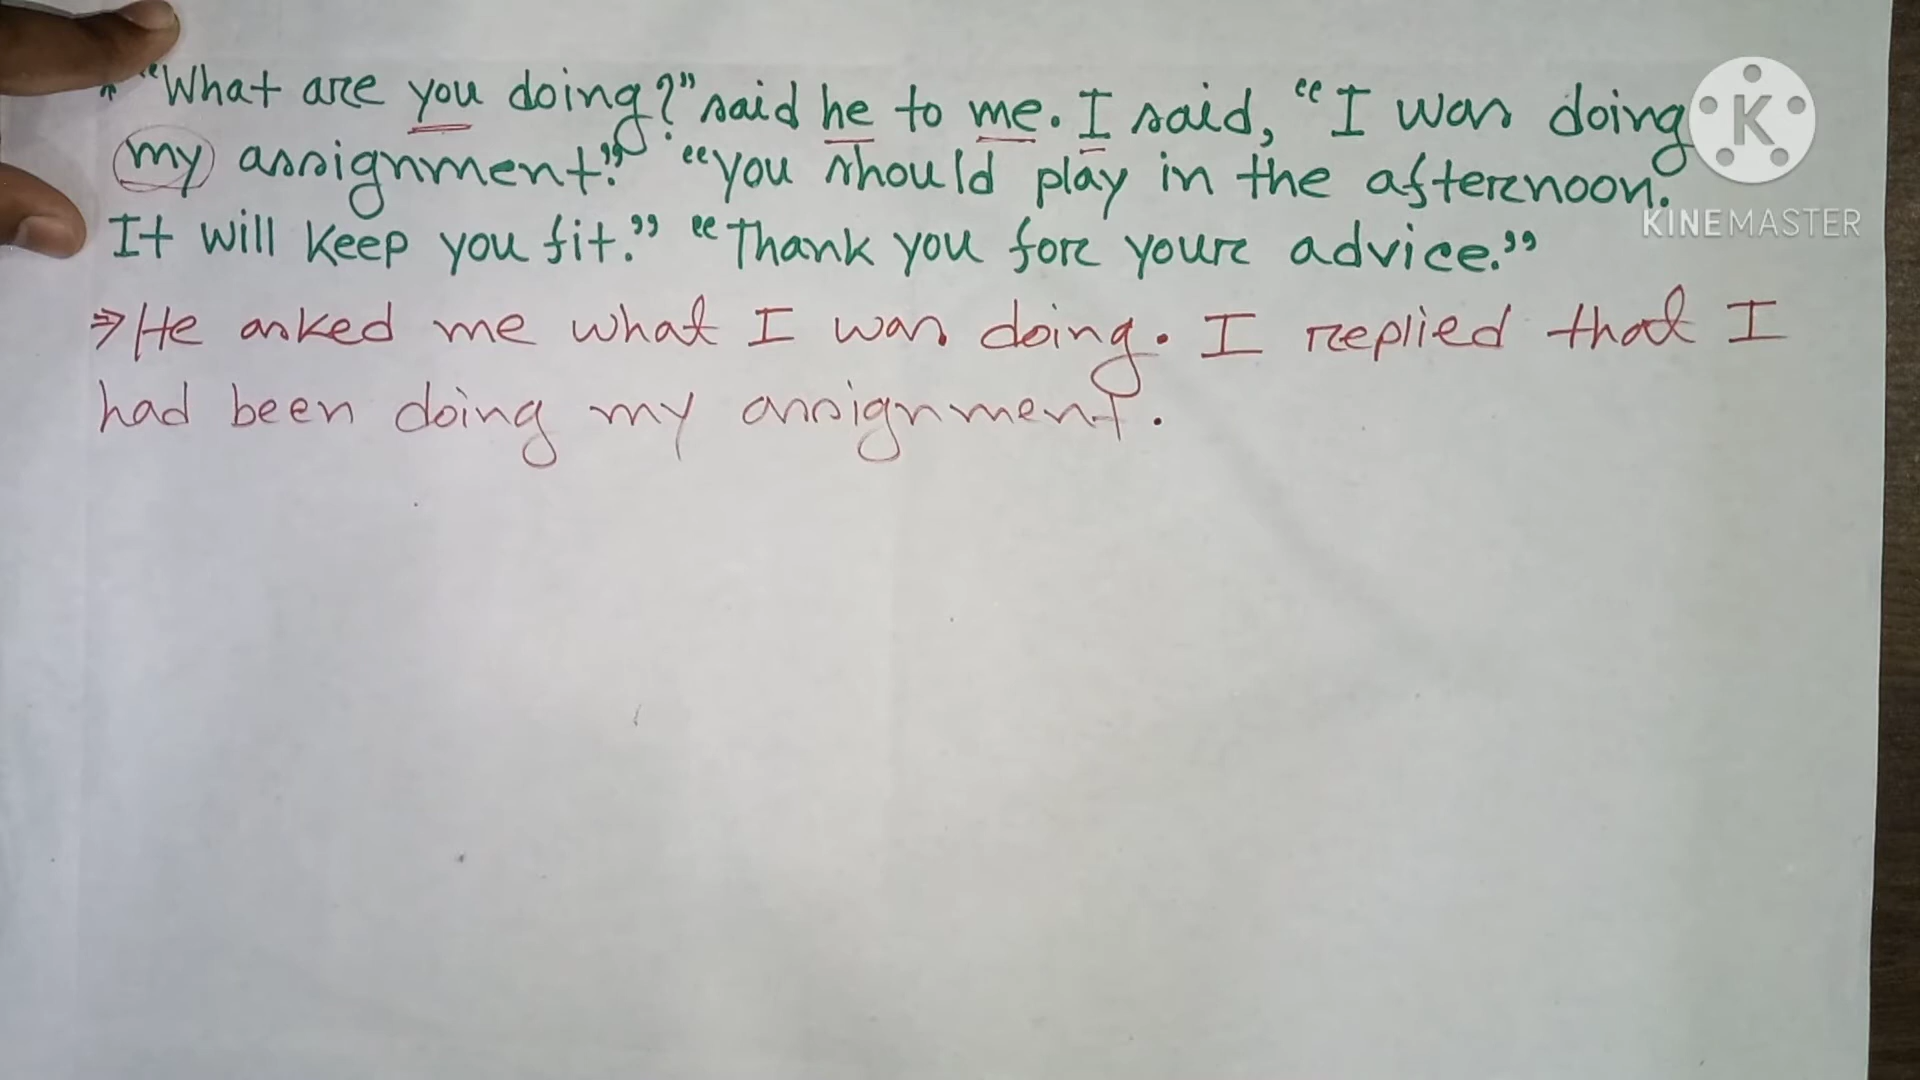 "What are you doing?" said he to me. I said, "I was doing
my assignment." "you should play in the afternoon.
It will keep you fit." "Thank you for your advice."
⇒ He asked me what I was doing. I replied that I
had been doing my assignment.
K
KINEMASTER